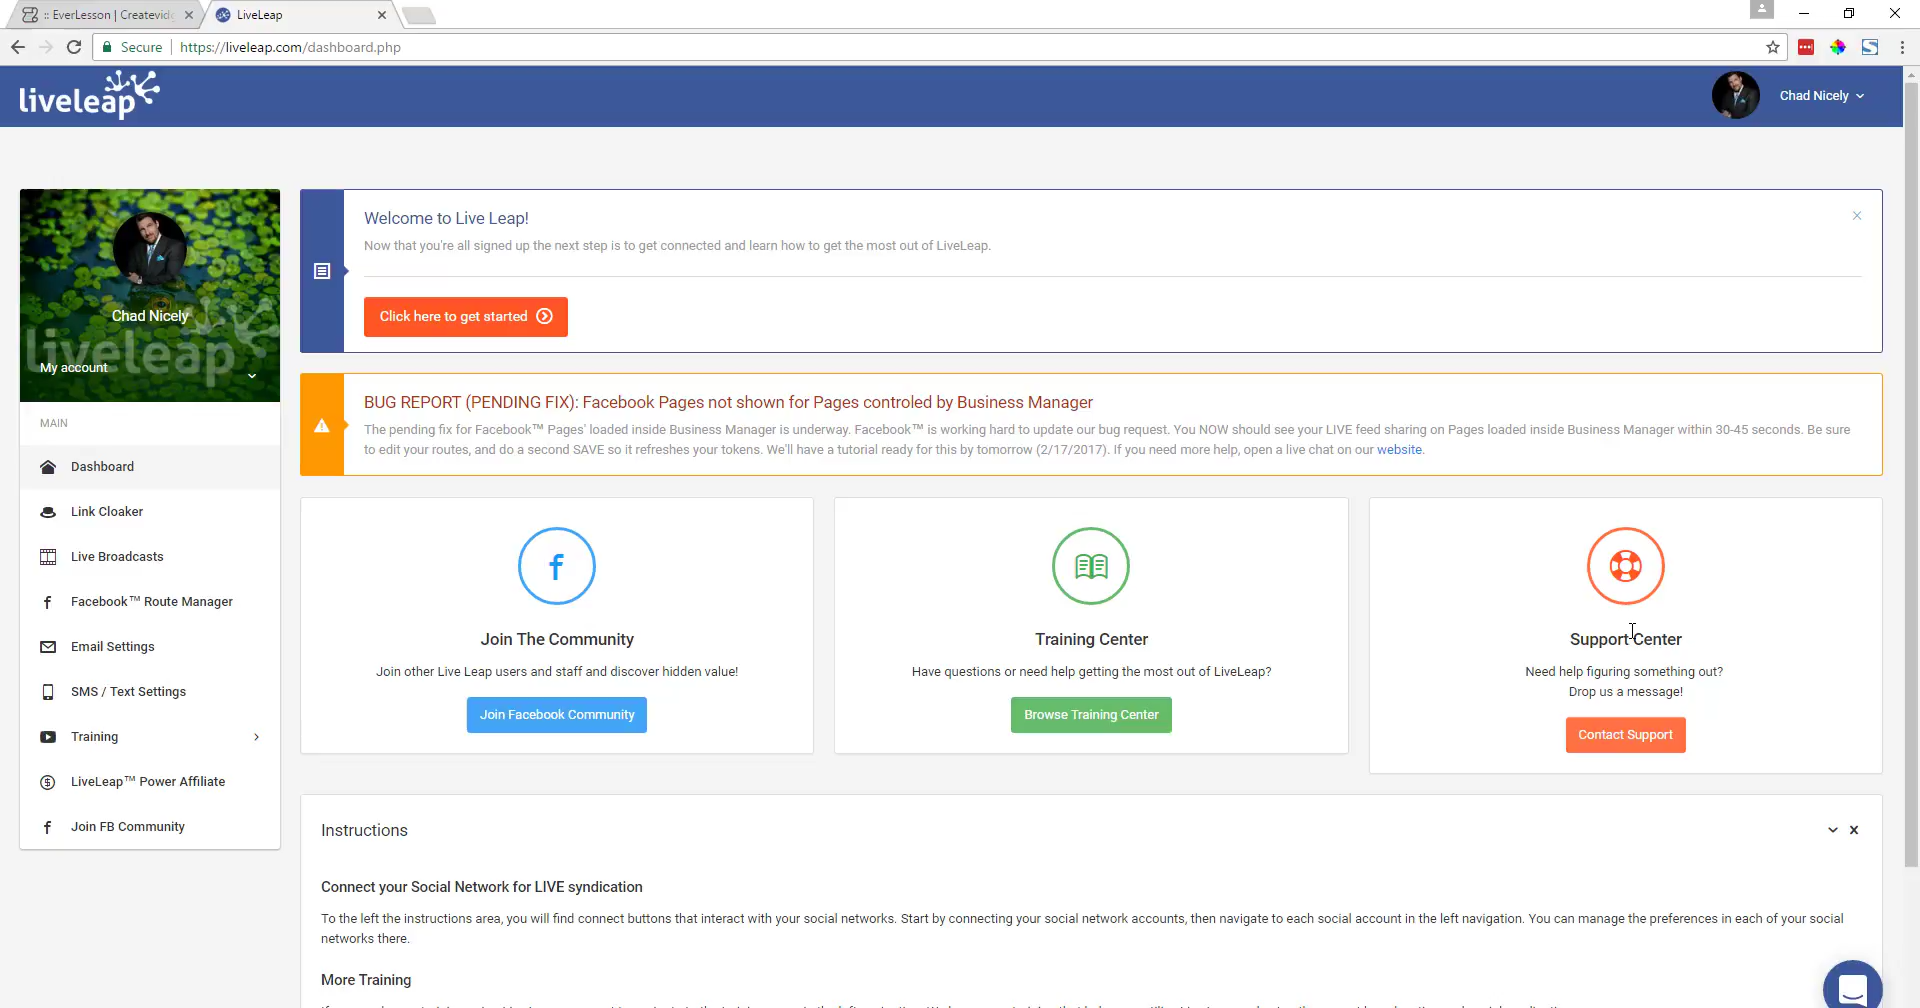 :: EverLesson | Createvid
LiveLeap
Secure
https://liveleap.com/dashboard.php
liveleap
Chad Nicely
Chad Nicely
liveleap
My account
MAIN
Dashboard
Link Cloaker
Live Broadcasts
Facebook™ Route Manager
Email Settings
SMS / Text Settings
Training
LiveLeap™ Power Affiliate
Join FB Community
Welcome to Live Leap!
Now that you're all signed up the next step is to get connected and learn how to get the most out of LiveLeap.
Click here to get started
BUG REPORT (PENDING FIX): Facebook Pages not shown for Pages controled by Business Manager
The pending fix for Facebook™ Pages' loaded inside Business Manager is underway. Facebook™ is working hard to update our bug request. You NOW should see your LIVE feed sharing on Pages loaded inside Business Manager within 30-45 seconds. Be sure
to edit your routes, and do a second SAVE so it refreshes your tokens. We'll have a tutorial ready for this by tomorrow (2/17/2017). If you need more help, open a live chat on our website.
Join The Community
Join other Live Leap users and staff and discover hidden value!
Join Facebook Community
Training Center
Have questions or need help getting the most out of LiveLeap?
Browse Training Center
Support Center
Need help figuring something out?
Drop us a message!
Contact Support
Instructions
Connect your Social Network for LIVE syndication
To the left the instructions area, you will find connect buttons that interact with your social networks. Start by connecting your social network accounts, then navigate to each social account in the left navigation. You can manage the preferences in each of your social
networks there.
More Training